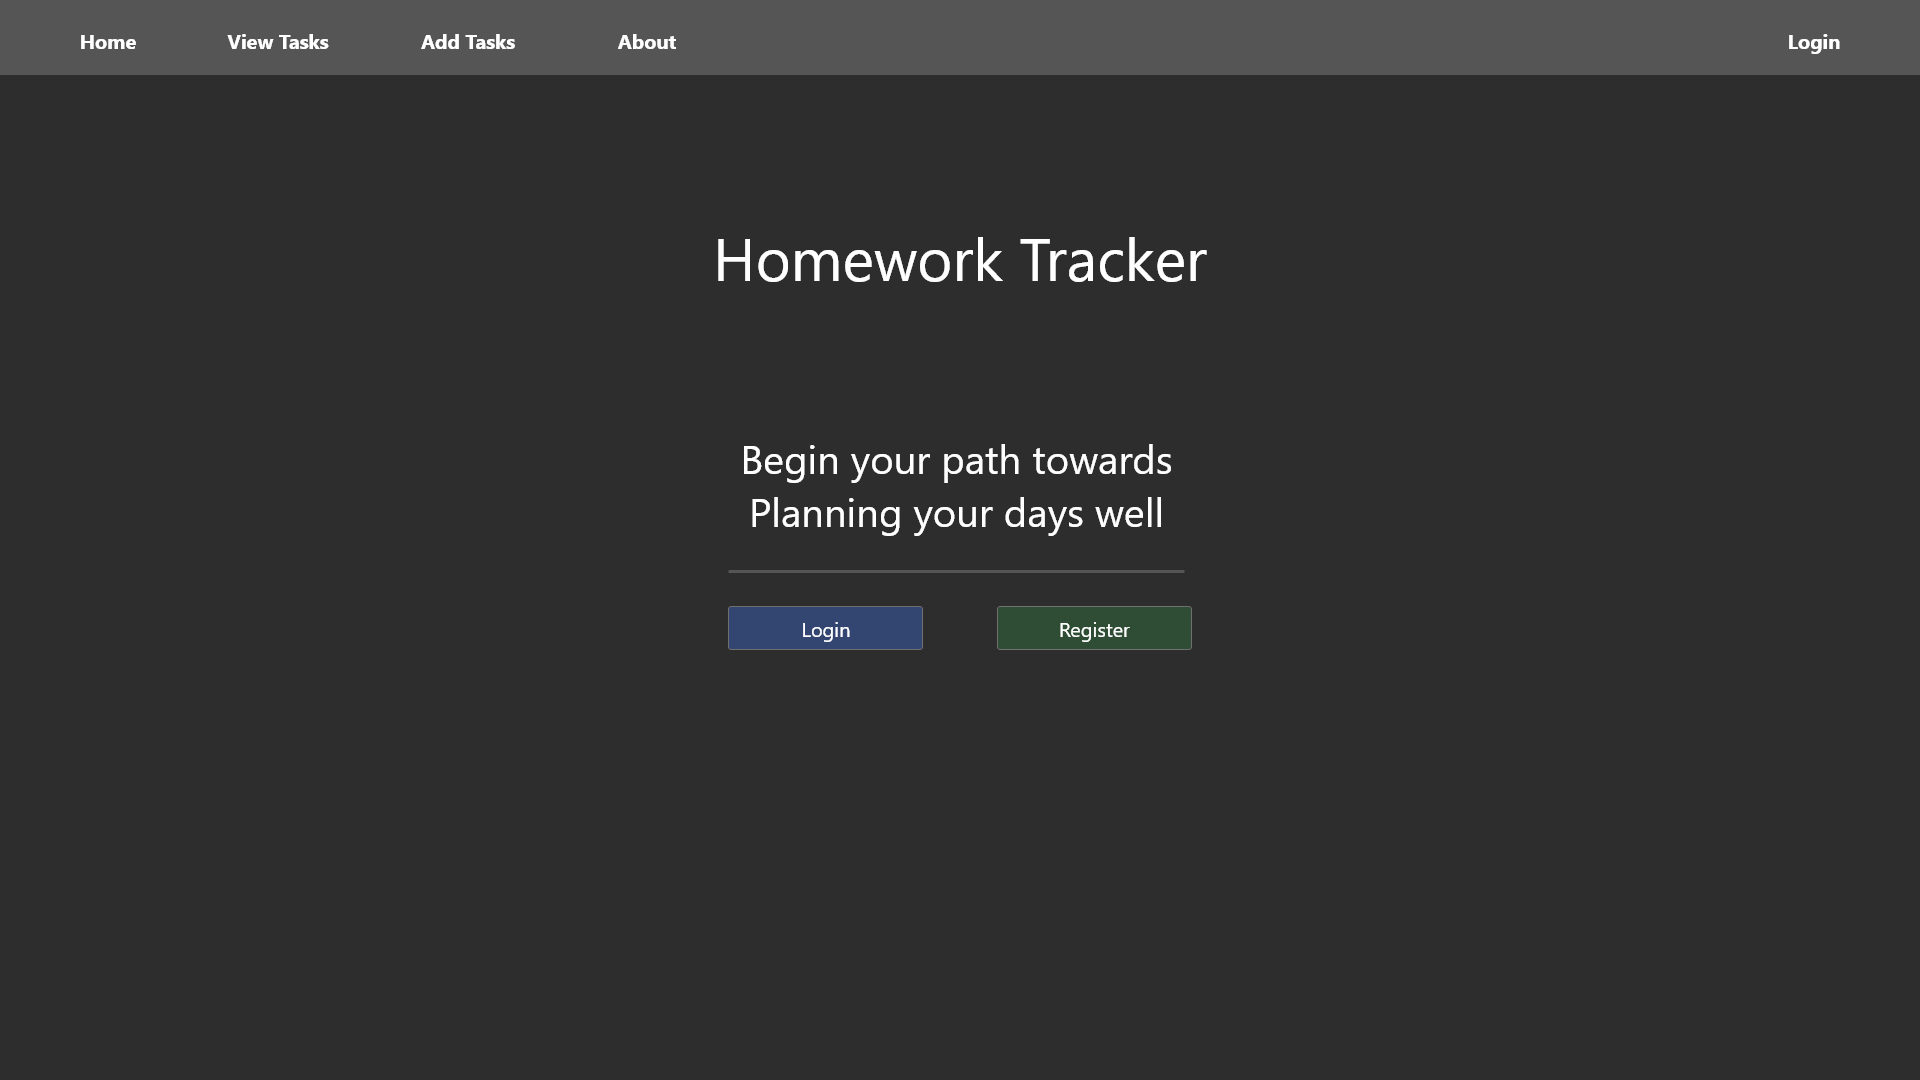 Home View Tasks Add Tasks About Login
Homework Tracker
Begin your path towards
Planning your days well
Login Register